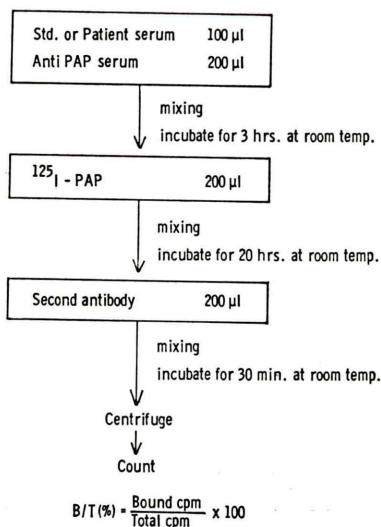 Std. or Patient serum 100 µl
Anti PAP serum 200 µl
mixing
incubate for 3 hrs. at room temp.
¹²⁵I - PAP 200 µl
mixing
incubate for 20 hrs. at room temp.
Second antibody 200 µl
mixing
incubate for 30 min. at room temp.
Centrifuge
Count
B/T (%) = Bound cpm / Total cpm x 100